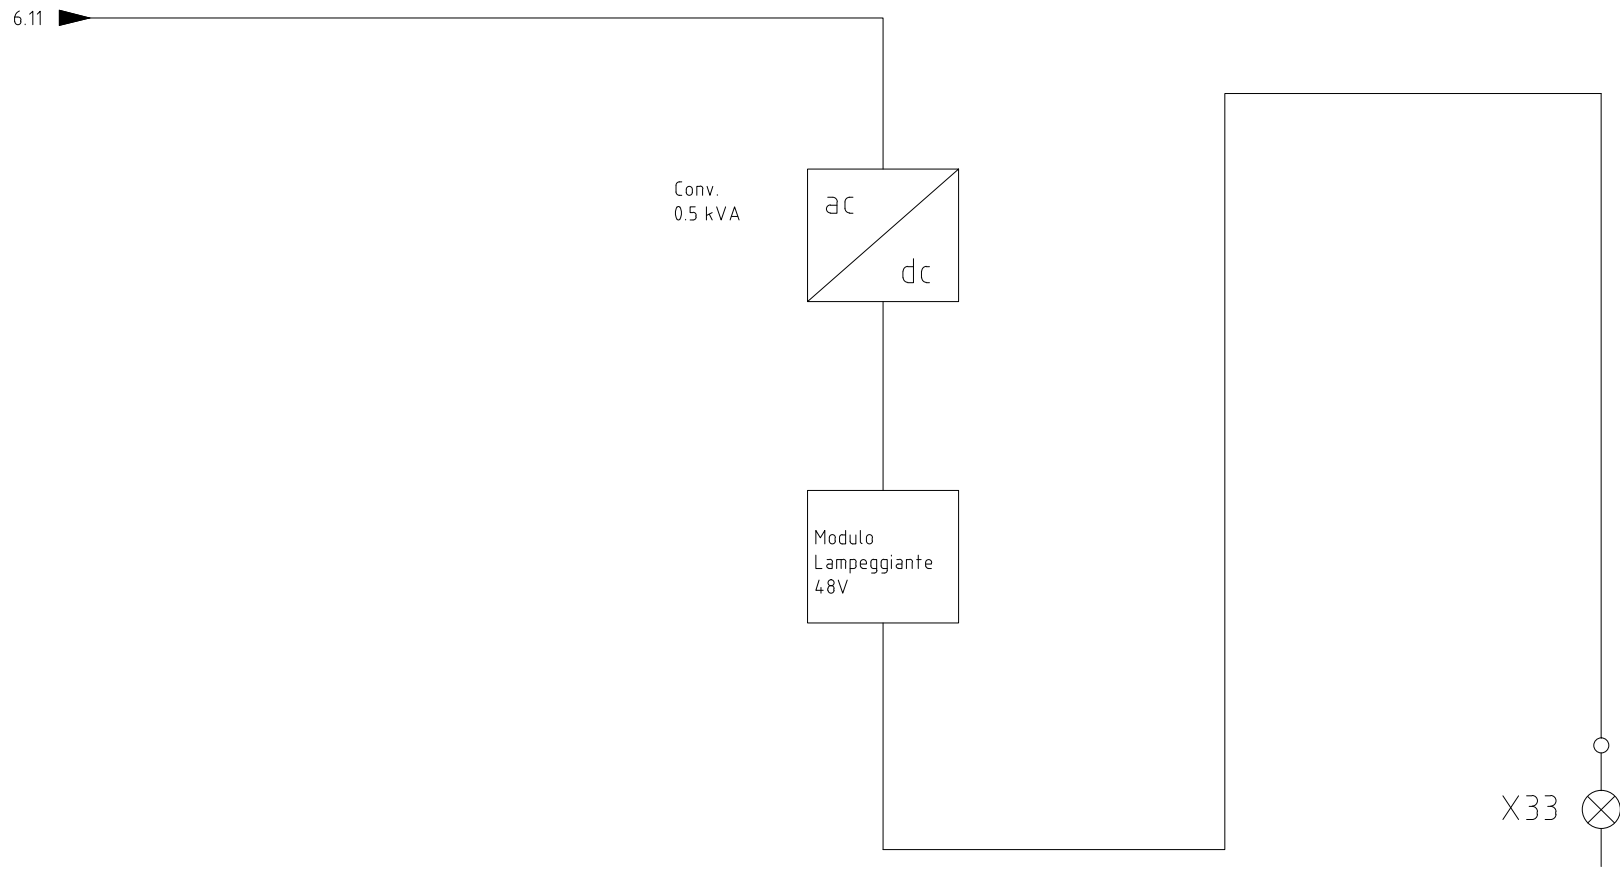 6.11
Conv.
0.5 kVA
ac
dc
Modulo
Lampeggiante
48V
X33